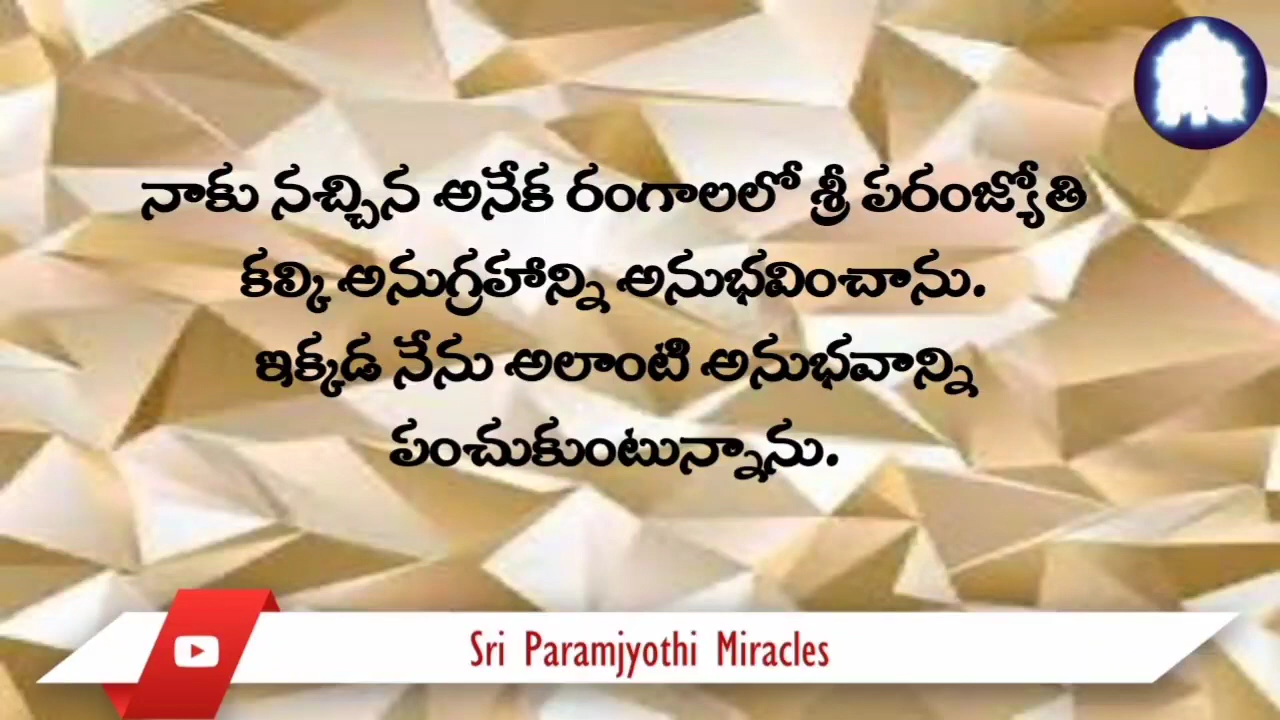 నాకు నచ్చిన అనేక రంగాలలో శ్రీ పరంజ్యోతి
కల్కి అనుగ్రహాన్ని అనుభవించాను.
ఇక్కడ నేను అలాంటి అనుభవాన్ని
పంచుకుంటున్నాను.
Sri Paramjyothi Miracles